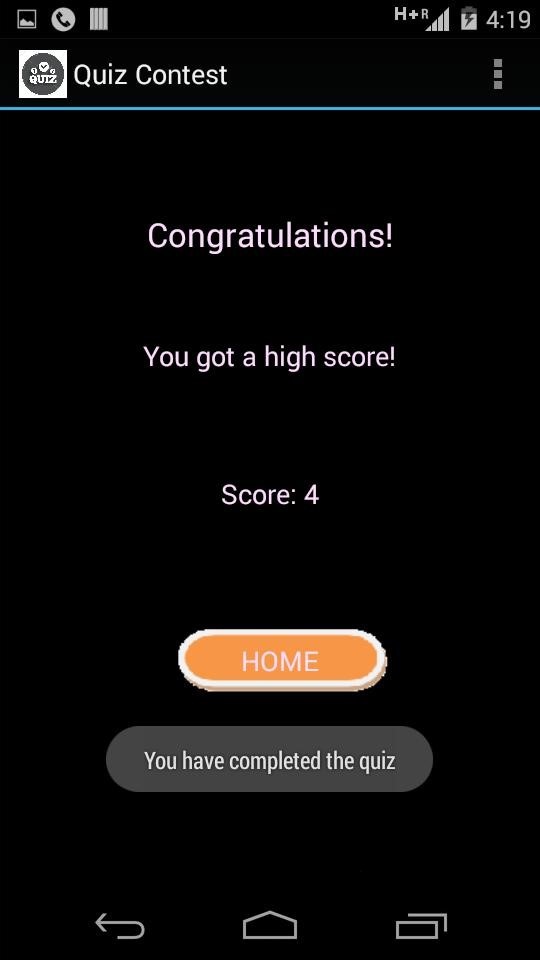 H+R 4:19
QUIZ Quiz Contest
Congratulations!
You got a high score!
Score: 4
HOME
You have completed the quiz